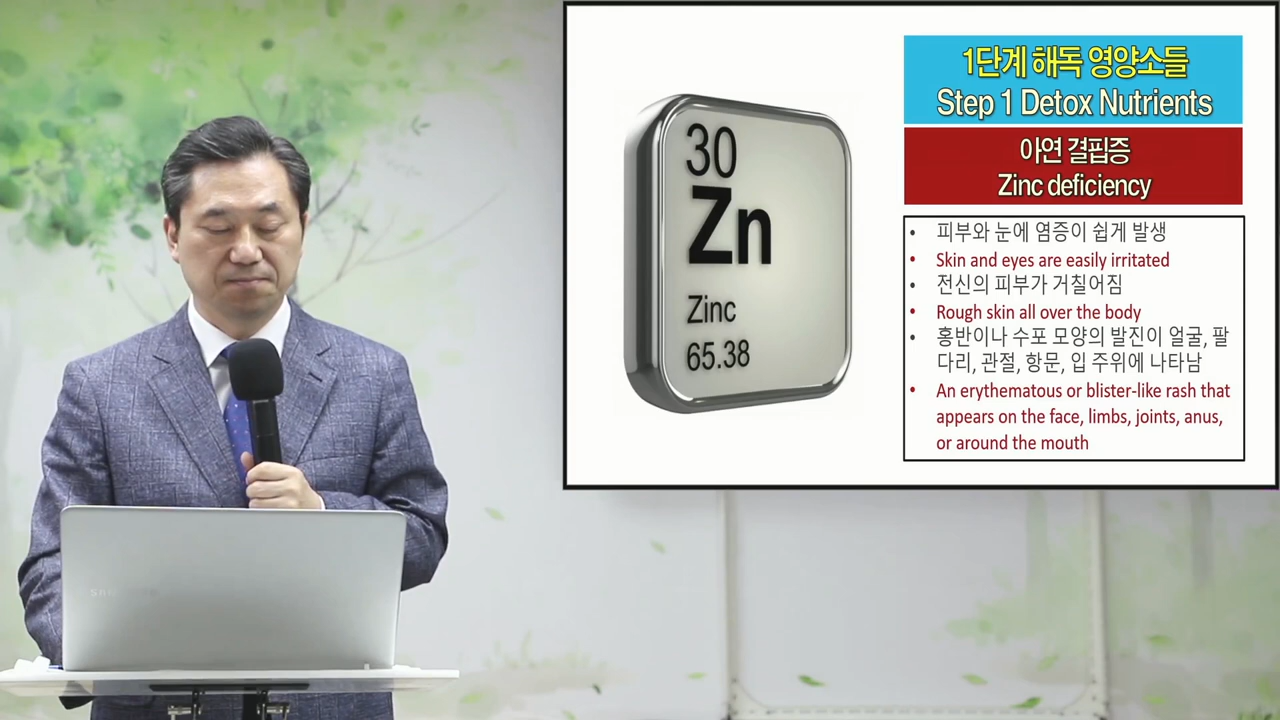 30
Zn
Zinc
65.38
1단계 해독 영양소들
Step 1 Detox Nutrients
아연 결핍증
Zinc deficiency
• 피부와 눈에 염증이 쉽게 발생
• Skin and eyes are easily irritated
• 전신의 피부가 거칠어짐
• Rough skin all over the body
• 홍반이나 수포 모양의 발진이 얼굴, 팔
다리, 관절, 항문, 입 주위에 나타남
• An erythematous or blister-like rash that
appears on the face, limbs, joints, anus,
or around the mouth